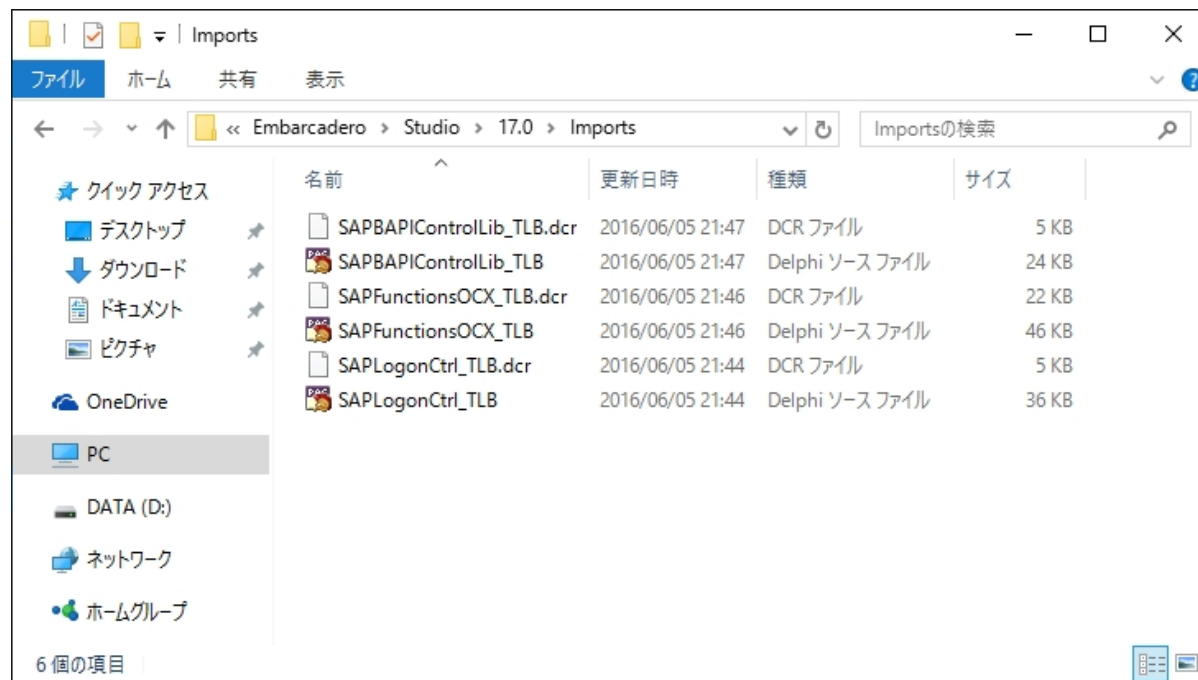 Imports
ファイル ホーム 共有 表示
« Embarcadero › Studio › 17.0 › Imports Importsの検索
名前 更新日時 種類 サイズ
クイック アクセス
デスクトップ
ダウンロード
ドキュメント
ピクチャ
OneDrive
PC
DATA (D:)
ネットワーク
ホームグループ
SAPBAPIControlLib_TLB.dcr 2016/06/05 21:47 DCR ファイル 5 KB
SAPBAPIControlLib_TLB 2016/06/05 21:47 Delphi ソース ファイル 24 KB
SAPFunctionsOCX_TLB.dcr 2016/06/05 21:46 DCR ファイル 22 KB
SAPFunctionsOCX_TLB 2016/06/05 21:46 Delphi ソース ファイル 46 KB
SAPLogonCtrl_TLB.dcr 2016/06/05 21:44 DCR ファイル 5 KB
SAPLogonCtrl_TLB 2016/06/05 21:44 Delphi ソース ファイル 36 KB
6 個の項目